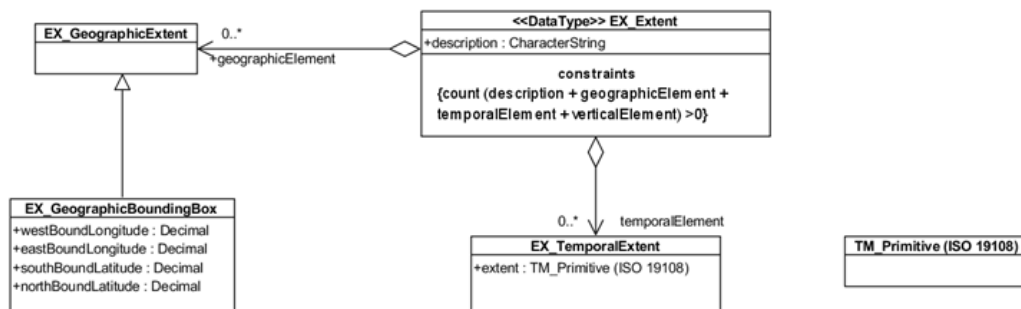 EX_GeographicExtent
0..*
+geographicElement
<<DataType>> EX_Extent
+description : CharacterString
constraints
{count (description + geographicElement +
temporalElement + verticalElement) >0}
EX_GeographicBoundingBox
+westBoundLongitude : Decimal
+eastBoundLongitude : Decimal
+southBoundLatitude : Decimal
+northBoundLatitude : Decimal
0..*
temporalElement
EX_TemporalExtent
+extent : TM_Primitive (ISO 19108)
TM_Primitive (ISO 19108)